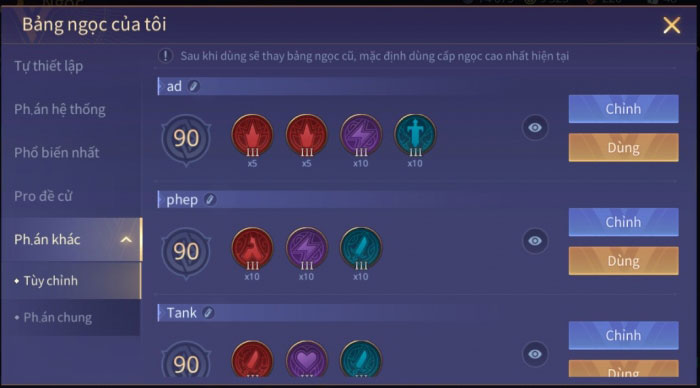 Bảng ngọc của tôi
Tự thiết lập
Ph.án hệ thống
Phổ biến nhất
Pro đề cử
Ph.án khác
Tùy chỉnh
Ph.án chung
Sau khi dùng sẽ thay bảng ngọc cũ, mặc định dùng cấp ngọc cao nhất hiện tại
ad
90
III
x5
III
x5
III
x10
III
x10
Chỉnh
Dùng
phep
90
III
x10
III
x10
III
x10
Chỉnh
Dùng
Tank
90
Chỉnh
Dùng